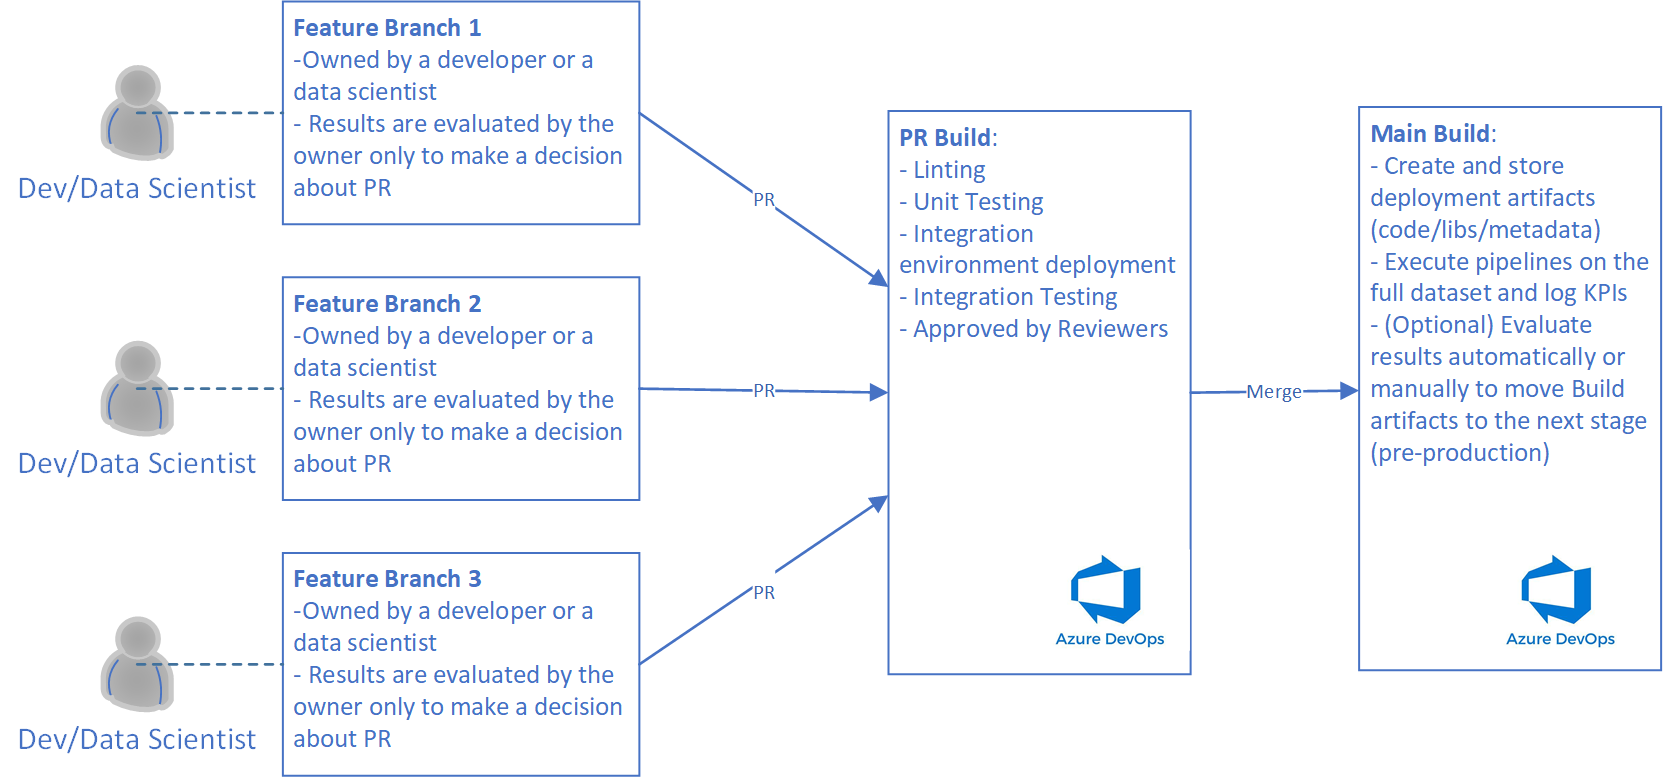 Feature Branch 1
-Owned by a developer or a
data scientist
- Results are evaluated by the
owner only to make a decision
about PR
Dev/Data Scientist
Feature Branch 2
-Owned by a developer or a
data scientist
- Results are evaluated by the
owner only to make a decision
about PR
Dev/Data Scientist
Feature Branch 3
-Owned by a developer or a
data scientist
- Results are evaluated by the
owner only to make a decision
about PR
Dev/Data Scientist
PR
PR
PR
PR Build:
- Linting
- Unit Testing
- Integration
environment deployment
- Integration Testing
- Approved by Reviewers
Azure DevOps
Merge
Main Build:
- Create and store
deployment artifacts
(code/libs/metadata)
- Execute pipelines on the
full dataset and log KPIs
- (Optional) Evaluate
results automatically or
manually to move Build
artifacts to the next stage
(pre-production)
Azure DevOps